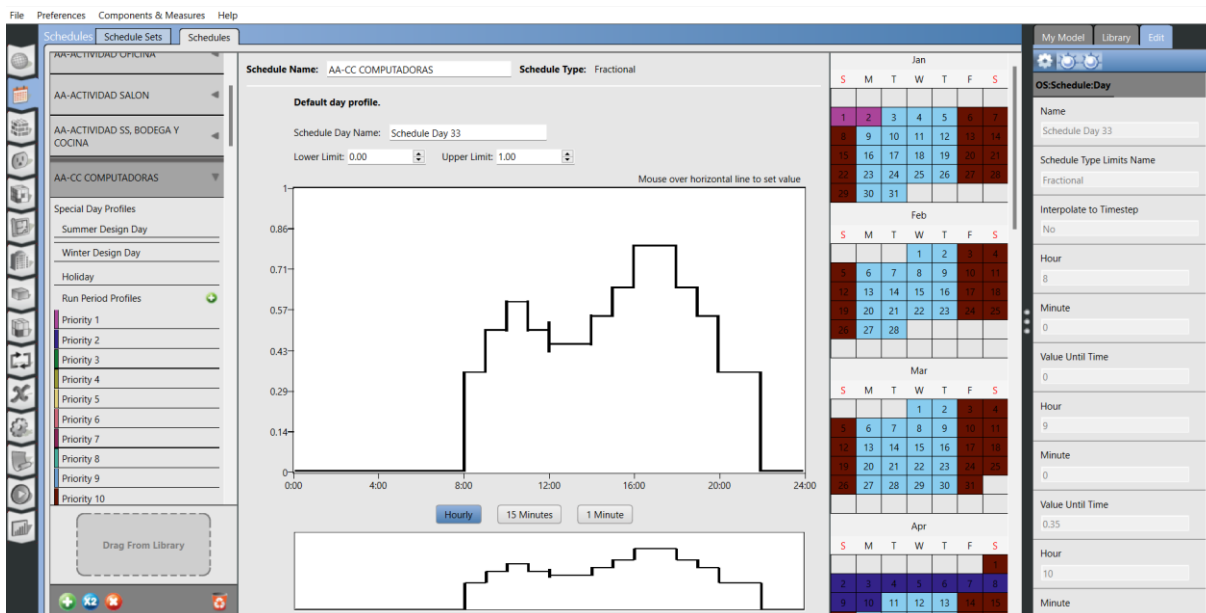 File Preferences Components & Measures Help
Schedules Schedule Sets Schedules
AA-ACTIVIDAD OFICINA
AA-ACTIVIDAD SALON
AA-ACTIVIDAD SS, BODEGA Y
COCINA
AA-CC COMPUTADORAS
Special Day Profiles
Summer Design Day
Winter Design Day
Holiday
Run Period Profiles
Priority 1
Priority 2
Priority 3
Priority 4
Priority 5
Priority 6
Priority 7
Priority 8
Priority 9
Priority 10
Drag From Library
X2
Schedule Name: AA-CC COMPUTADORAS Schedule Type: Fractional
Default day profile.
Schedule Day Name: Schedule Day 33
Lower Limit: 0.00 Upper Limit: 1.00
Mouse over horizontal line to set value
1
0.86
0.71
0.57
0.43
0.29
0.14
0
0:00 4:00 8:00 12:00 16:00 20:00 24:00
Hourly 15 Minutes 1 Minute
Jan
S M T W T F S
1 2 3 4 5 6 7
8 9 10 11 12 13 14
15 16 17 18 19 20 21
22 23 24 25 26 27 28
29 30 31
Feb
S M T W T F S
1 2 3 4
5 6 7 8 9 10 11
12 13 14 15 16 17 18
19 20 21 22 23 24 25
26 27 28
Mar
S M T W T F S
1 2 3 4
5 6 7 8 9 10 11
12 13 14 15 16 17 18
19 20 21 22 23 24 25
26 27 28 29 30 31
Apr
S M T W T F S
1
2 3 4 5 6 7 8
9 10 11 12 13 14 15
My Model Library Edit
OS:Schedule:Day
Name
Schedule Day 33
Schedule Type Limits Name
Fractional
Interpolate to Timestep
No
Hour
8
Minute
0
Value Until Time
0
Hour
9
Minute
0
Value Until Time
0.35
Hour
10
Minute